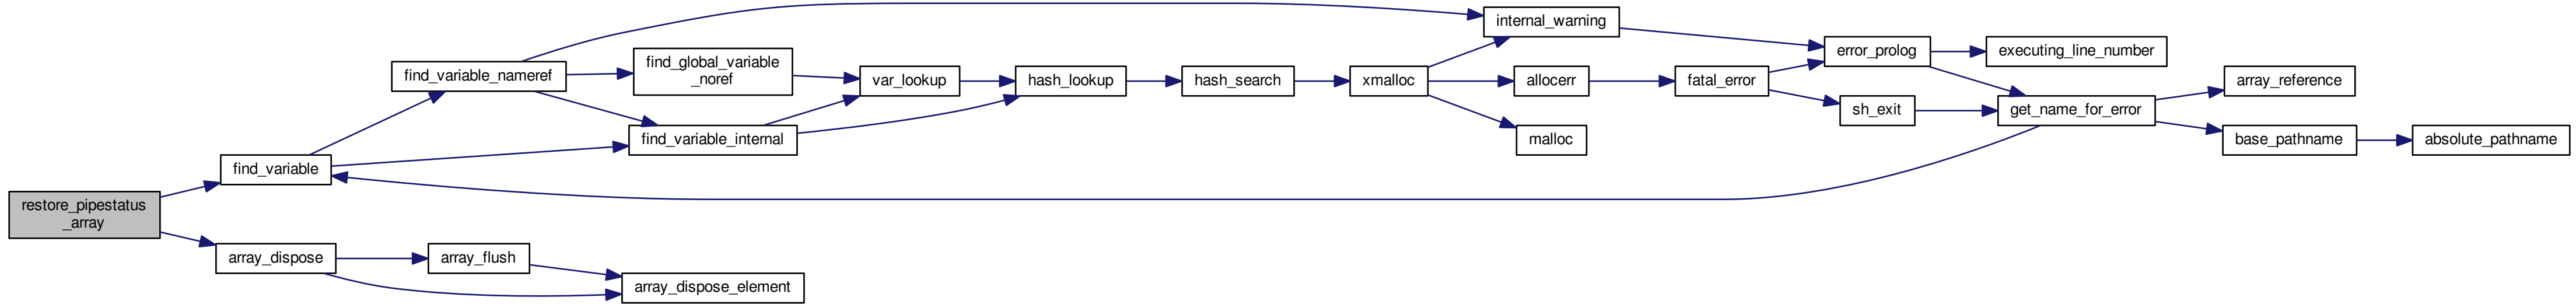 restore_pipestatus
_array
find_variable
find_variable_nameref
find_global_variable
_noref
find_variable_internal
var_lookup
hash_lookup
hash_search
xmalloc
internal_warning
allocerr
malloc
fatal_error
error_prolog
sh_exit
executing_line_number
get_name_for_error
array_reference
base_pathname
absolute_pathname
array_dispose
array_flush
array_dispose_element